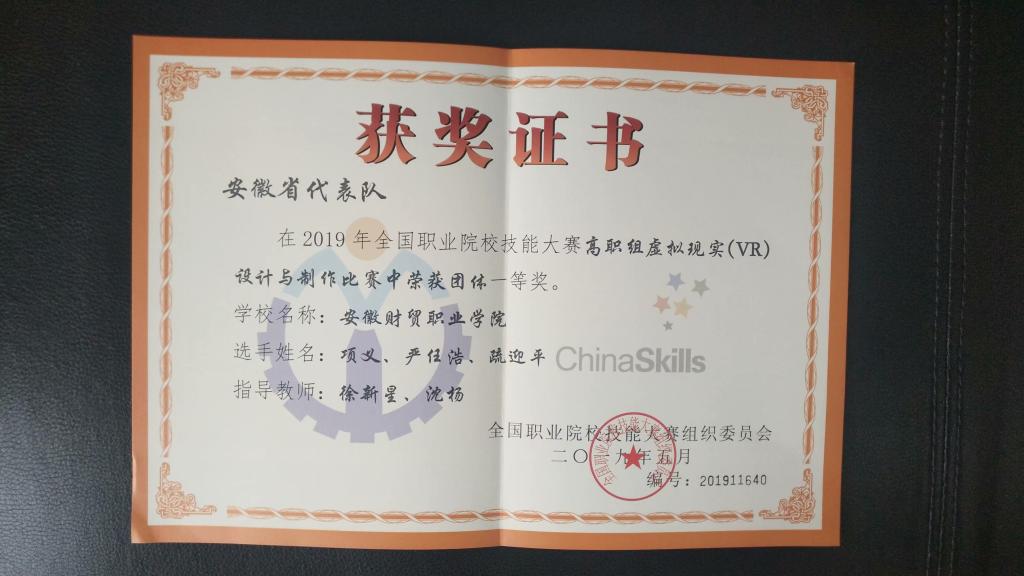 获奖证书
安徽省代表队
在2019年全国职业院校技能大赛高职组虚拟现实(VR)
设计与制作比赛中荣获团体一等奖。
学校名称：安徽财贸职业学院
选手姓名：项义、严任浩、疏迎平
ChinaSkills
指导教师：徐新星、沈杨
全国职业院校技能大赛组织委员会
二〇一九年五月
编号：201911640